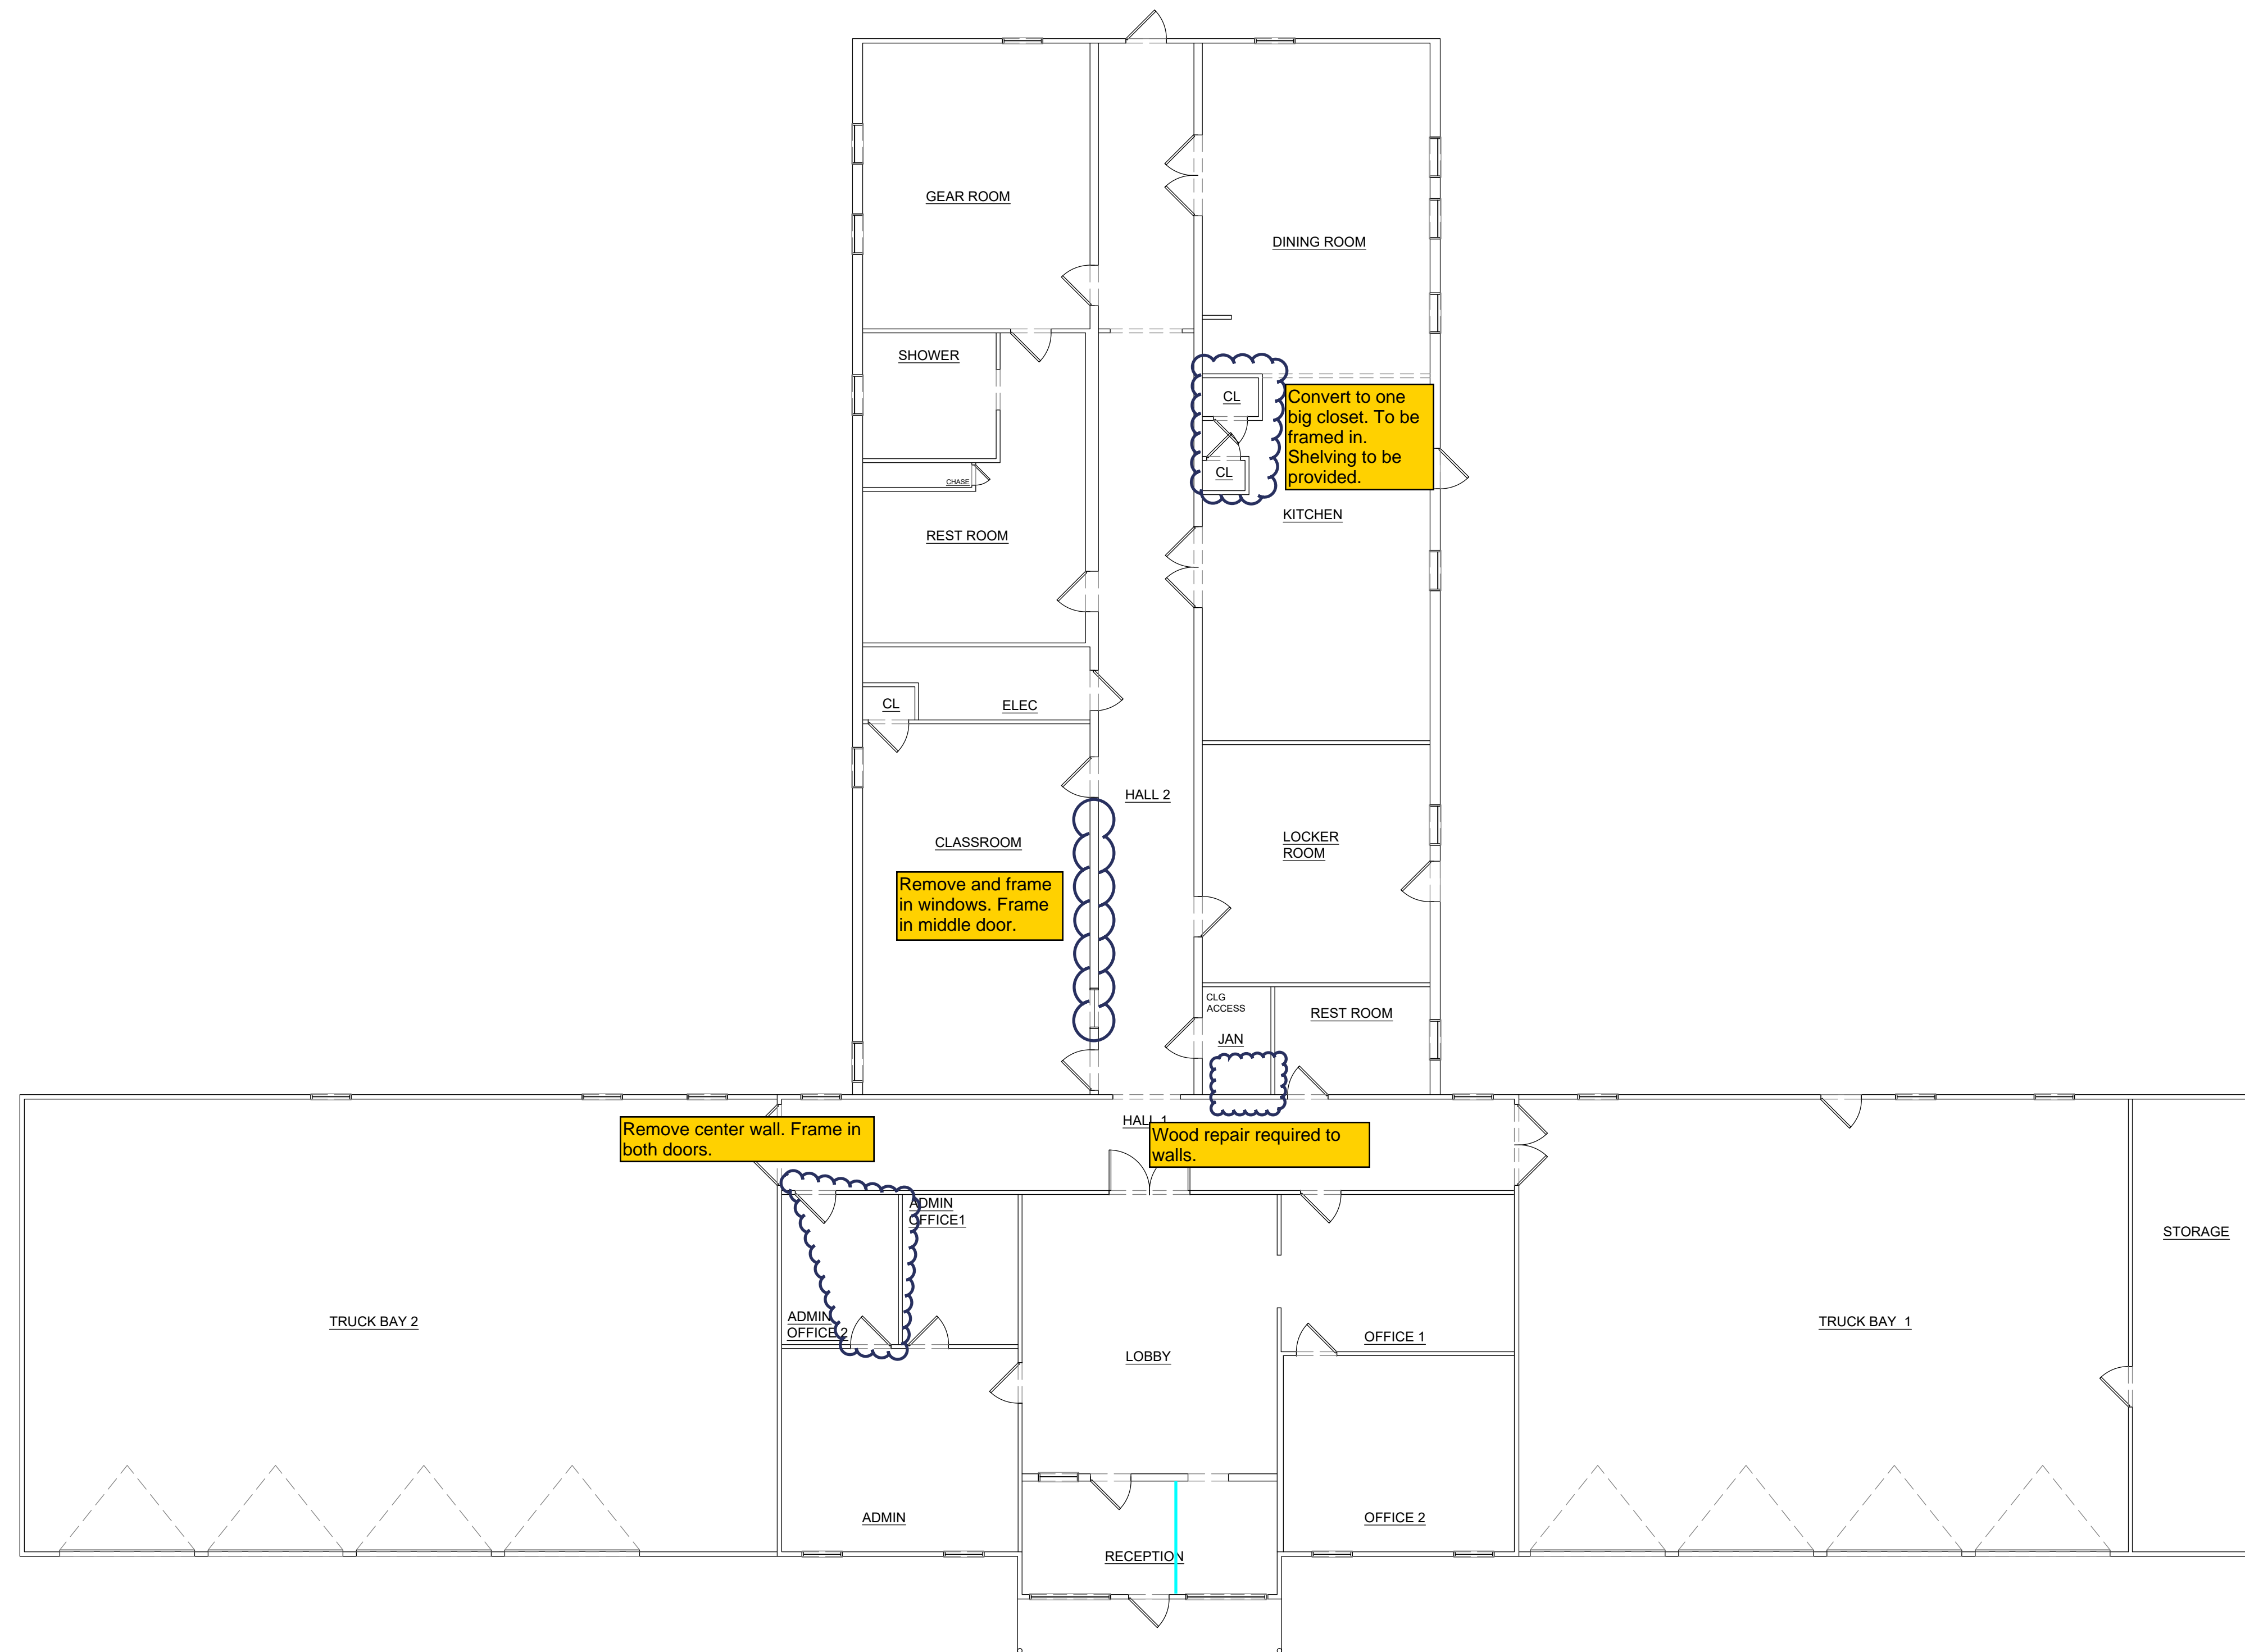 GEAR ROOM
DINING ROOM
SHOWER
CL
Convert to one
big closet. To be
framed in.
Shelving to be
provided.
CL
CHASE
KITCHEN
REST ROOM
CL
ELEC
HALL 2
CLASSROOM
LOCKER
ROOM
Remove and frame
in windows. Frame
in middle door.
CLG
ACCESS
REST ROOM
JAN
HALL 1
Remove center wall. Frame in
both doors.
Wood repair required to
walls.
ADMIN
OFFICE1
STORAGE
TRUCK BAY 2
ADMIN
OFFICE 2
TRUCK BAY 1
OFFICE 1
LOBBY
ADMIN
OFFICE 2
RECEPTION